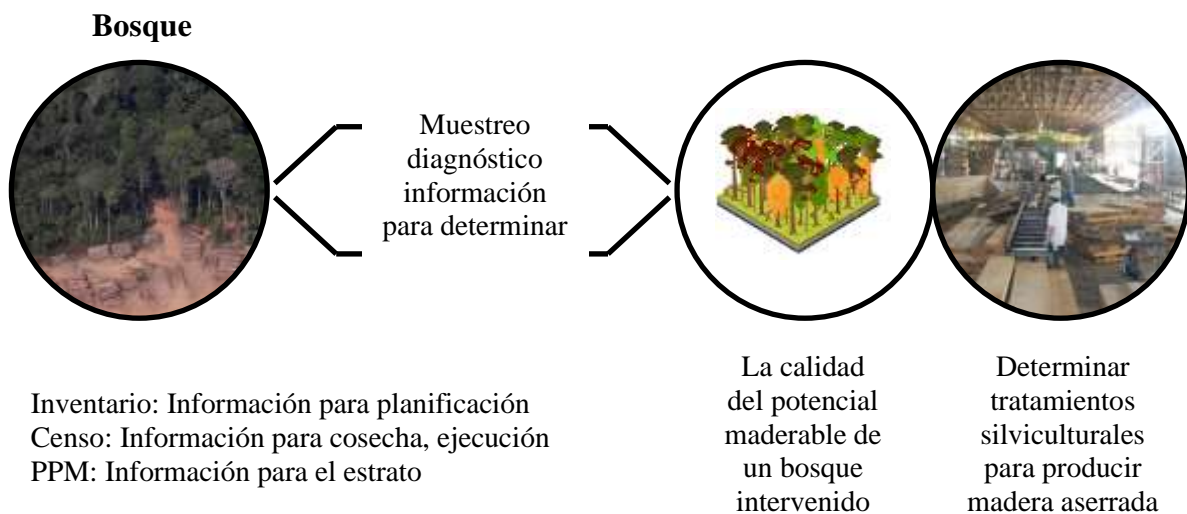 Bosque
Muestreo
diagnóstico
información
para determinar
Inventario: Información para planificación
Censo: Información para cosecha, ejecución
PPM: Información para el estrato
La calidad
del potencial
maderable de
un bosque
intervenido
Determinar
tratamientos
silviculturales
para producir
madera aserrada